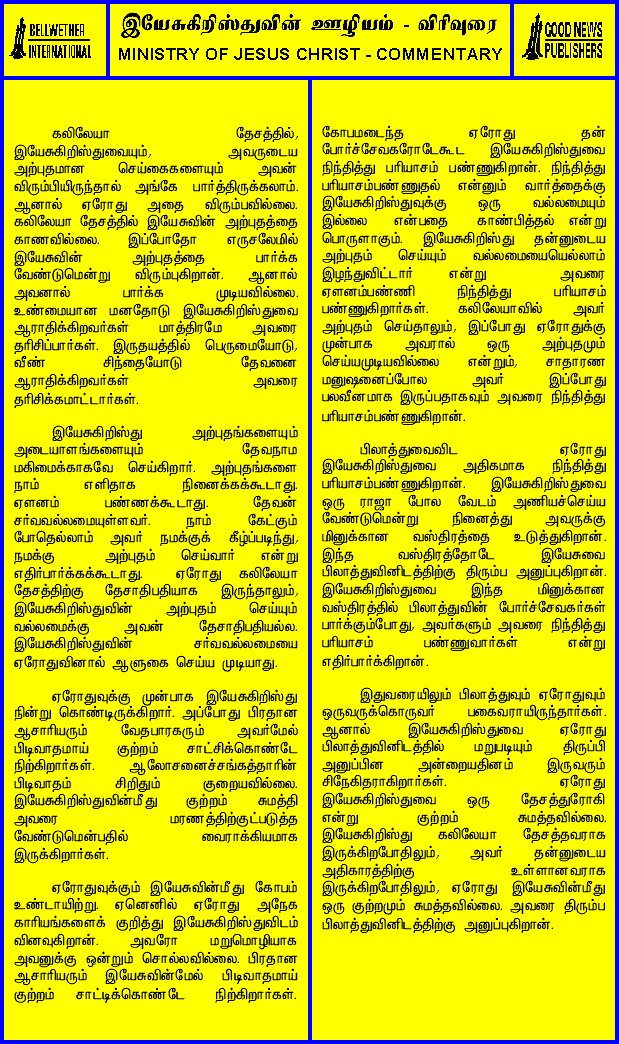 BELLWETHER
INTERNATIONAL
இயேசுகிறிஸ்துவின் ஊழியம் - விரிவுரை
MINISTRY OF JESUS CHRIST - COMMENTARY
GOOD NEWS
PUBLISHERS
கலிலேயா தேசத்தில்,
இயேசுகிறிஸ்துவையும், அவருடைய
அற்புதமான செய்கைகளையும் அவன்
விரும்பியிருந்தால் அங்கே பார்த்திருக்கலாம்.
ஆனால் ஏரோது அதை விரும்பவில்லை.
கலிலேயா தேசத்தில் இயேசுவின் அற்புதத்தை
காணவில்லை. இப்போதோ எருசலேமில்
இயேசுவின் அற்புதத்தை பார்க்க
வேண்டுமென்று விரும்புகிறான். ஆனால்
அவனால் பார்க்க முடியவில்லை.
உண்மையான மனதோடு இயேசுகிறிஸ்துவை
ஆராதிக்கிறவர்கள் மாத்திரமே அவரை
தரிசிப்பார்கள். இருதயத்தில் பெருமையோடு,
வீண் சிந்தையோடு தேவனை
ஆராதிக்கிறவர்கள் அவரை
தரிசிக்கமாட்டார்கள்.
இயேசுகிறிஸ்து அற்புதங்களையும்
அடையாளங்களையும் தேவநாம
மகிமைக்காகவே செய்கிறார். அற்புதங்களை
நாம் எளிதாக நினைக்கக்கூடாது.
ஏளனம் பண்ணக்கூடாது. தேவன்
சர்வவல்லமையுள்ளவர். நாம் கேட்கும்
போதெல்லாம் அவர் நமக்குக் கீழ்ப்படிந்து,
நமக்கு அற்புதம் செய்வார் என்று
எதிர்பார்க்கக்கூடாது. ஏரோது கலிலேயா
தேசத்திற்கு தேசாதிபதியாக இருந்தாலும்,
இயேசுகிறிஸ்துவின் அற்புதம் செய்யும்
வல்லமைக்கு அவன் தேசாதிபதியல்ல.
இயேசுகிறிஸ்துவின் சர்வவல்லமையை
ஏரோதுவினால் ஆளுகை செய்ய முடியாது.
ஏரோதுவுக்கு முன்பாக இயேசுகிறிஸ்து
நின்று கொண்டிருக்கிறார். அப்போது பிரதான
ஆசாரியரும் வேதபாரகரும் அவர்மேல்
பிடிவாதமாய் குற்றம் சாட்சிக்கொண்டே
நிற்கிறார்கள். ஆலோசனைச்சங்கத்தாரின்
பிடிவாதம் சிறிதும் குறையவில்லை.
இயேசுகிறிஸ்துவின்மீது குற்றம் சுமத்தி
அவரை மரணத்திற்குட்படுத்த
வேண்டுமென்பதில் வைராக்கியமாக
இருக்கிறார்கள்.
ஏரோதுவுக்கும் இயேசுவின்மீது கோபம்
உண்டாயிற்று. ஏனெனில் ஏரோது அநேக
காரியங்களைக் குறித்து இயேசுகிறிஸ்துவிடம்
வினவுகிறான். அவரோ மறுமொழியாக
அவனுக்கு ஒன்றும் சொல்லவில்லை. பிரதான
ஆசாரியரும் இயேசுவின்மேல் பிடிவாதமாய்
குற்றம் சாட்டிக்கொண்டே நிற்கிறார்கள்.
கோபமடைந்த ஏரோது தன்
போர்ச்சேவகரோடேகூட இயேசுகிறிஸ்துவை
நிந்தித்து பரியாசம் பண்ணுகிறான். நிந்தித்து
பரியாசம்பண்ணுதல் என்னும் வார்த்தைக்கு
இயேசுகிறிஸ்துவுக்கு ஒரு வல்லமையும்
இல்லை என்பதை காண்பித்தல் என்று
பொருளாகும். இயேசுகிறிஸ்து தன்னுடைய
அற்புதம் செய்யும் வல்லமையையெல்லாம்
இழந்துவிட்டார் என்று அவரை
ஏளனம்பண்ணி நிந்தித்து பரியாசம்
பண்ணுகிறார்கள். கலிலேயாவில் அவர்
அற்புதம் செய்தாலும், இப்போது ஏரோதுக்கு
முன்பாக அவரால் ஒரு அற்புதமும்
செய்யமுடியவில்லை என்றும், சாதாரண
மனுஷனைப்போல அவர் இப்போது
பலவீனமாக இருப்பதாகவும் அவரை நிந்தித்து
பரியாசம்பண்ணுகிறான்.
பிலாத்துவைவிட ஏரோது
இயேசுகிறிஸ்துவை அதிகமாக நிந்தித்து
பரியாசம்பண்ணுகிறான். இயேசுகிறிஸ்துவை
ஒரு ராஜா போல வேடம் அணியச்செய்ய
வேண்டுமென்று நினைத்து அவருக்கு
மினுக்கான வஸ்திரத்தை உடுத்துகிறான்.
இந்த வஸ்திரத்தோடே இயேசுவை
பிலாத்துவினிடத்திற்கு திரும்ப அனுப்புகிறான்.
இயேசுகிறிஸ்துவை இந்த மினுக்கான
வஸ்திரத்தில் பிலாத்துவின் போர்ச்சேவகர்கள்
பார்க்கும்போது, அவர்களும் அவரை நிந்தித்து
பரியாசம் பண்ணுவார்கள் என்று
எதிர்பார்க்கிறான்.
இதுவரையிலும் பிலாத்துவும் ஏரோதுவும்
ஒருவருக்கொருவர் பகைவராயிருந்தார்கள்.
ஆனால் இயேசுகிறிஸ்துவை ஏரோது
பிலாத்துவினிடத்தில் மறுபடியும் திருப்பி
அனுப்பின அன்றையதினம் இருவரும்
சிநேகிதராகிறார்கள். ஏரோது
இயேசுகிறிஸ்துவை ஒரு தேசத்துரோகி
என்று குற்றம் சுமத்தவில்லை.
இயேசுகிறிஸ்து கலிலேயா தேசத்தவராக
இருக்கிறபோதிலும், அவர் தன்னுடைய
அதிகாரத்திற்கு உள்ளானவராக
இருக்கிறபோதிலும், ஏரோது இயேசுவின்மீது
ஒரு குற்றமும் சுமத்தவில்லை. அவரை திரும்ப
பிலாத்துவினிடத்திற்கு அனுப்புகிறான்.